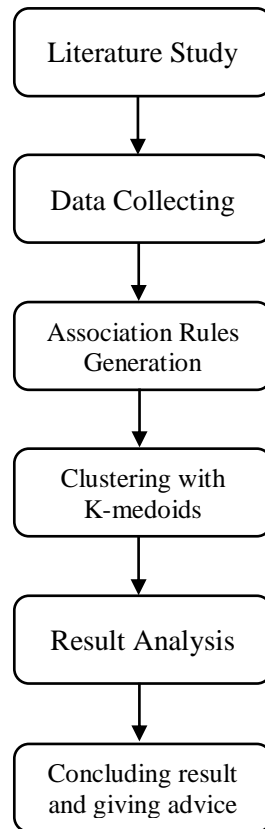 Literature Study
Data Collecting
Association Rules
Generation
Clustering with
K-medoids
Result Analysis
Concluding result
and giving advice